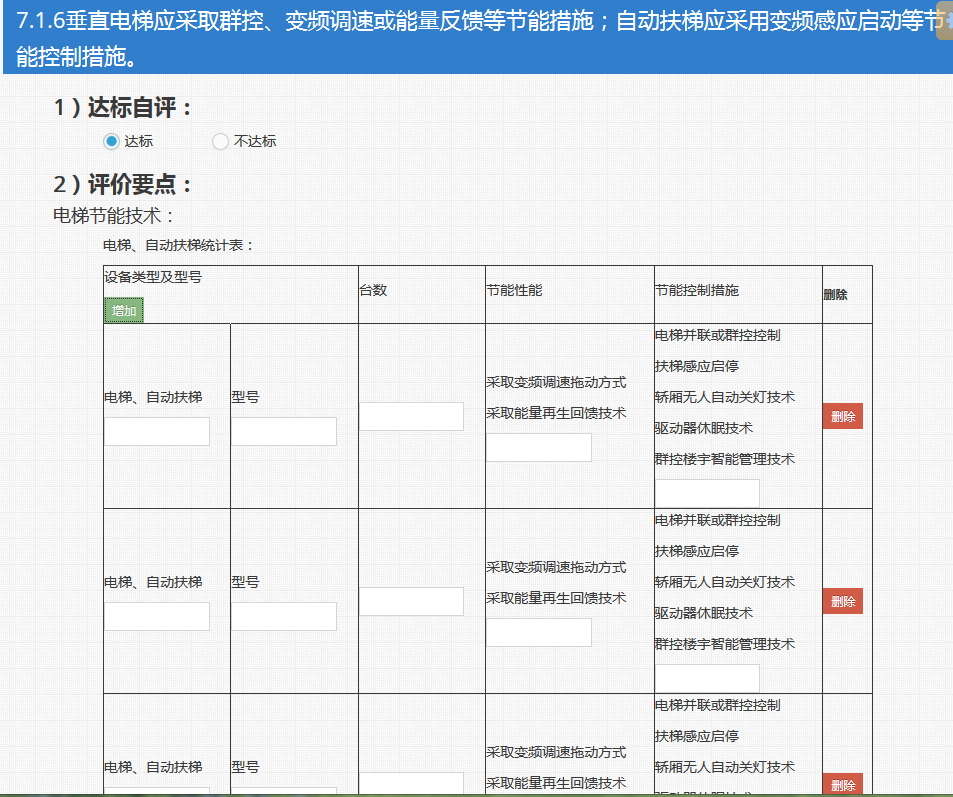 7.1.6垂直电梯应采取群控、变频调速或能量反馈等节能措施；自动扶梯应采用变频感应启动等节
能控制措施。
1）达标自评：
达标 不达标
2）评价要点：
电梯节能技术：
电梯、自动扶梯统计表：
设备类型及型号
增加
台数
节能性能
节能控制措施
删除
电梯、自动扶梯
型号
采取变频调速拖动方式
采取能量再生回馈技术
电梯并联或群控控制
扶梯感应启停
轿厢无人自动关灯技术
驱动器休眠技术
群控楼宇智能管理技术
删除
电梯、自动扶梯
型号
采取变频调速拖动方式
采取能量再生回馈技术
电梯并联或群控控制
扶梯感应启停
轿厢无人自动关灯技术
驱动器休眠技术
群控楼宇智能管理技术
删除
电梯、自动扶梯
型号
采取变频调速拖动方式
采取能量再生回馈技术
电梯并联或群控控制
扶梯感应启停
轿厢无人自动关灯技术
删除